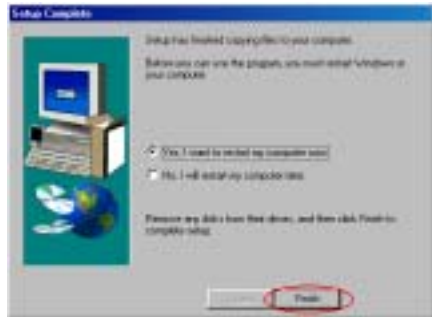 Setup Complete
Setup has finished copying files to your computer.
Before you can use the program, you must restart Windows or
your computer.
Yes, I want to restart my computer now.
No, I will restart my computer later.
Remove any disks from their drives, and then click Finish to
complete setup.
Finish